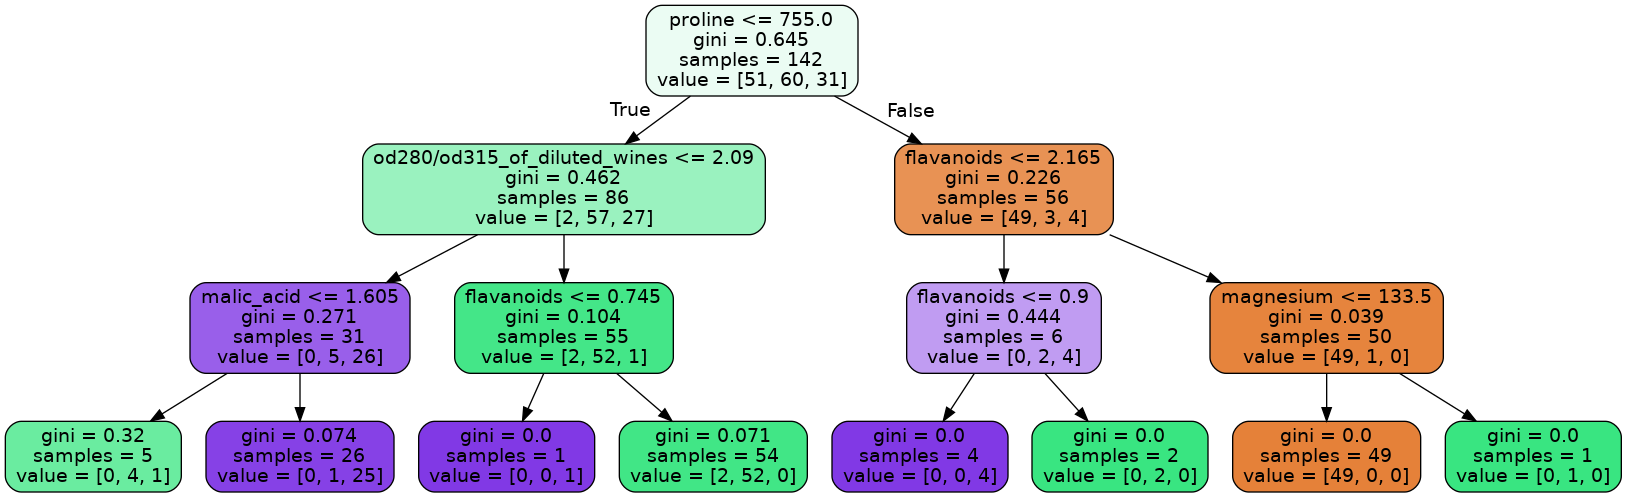 proline <= 755.0
gini = 0.645
samples = 142
value = [51, 60, 31]
True
False
od280/od315_of_diluted_wines <= 2.09
gini = 0.462
samples = 86
value = [2, 57, 27]
flavanoids <= 2.165
gini = 0.226
samples = 56
value = [49, 3, 4]
malic_acid <= 1.605
gini = 0.271
samples = 31
value = [0, 5, 26]
flavanoids <= 0.745
gini = 0.104
samples = 55
value = [2, 52, 1]
flavanoids <= 0.9
gini = 0.444
samples = 6
value = [0, 2, 4]
magnesium <= 133.5
gini = 0.039
samples = 50
value = [49, 1, 0]
gini = 0.32
samples = 5
value = [0, 4, 1]
gini = 0.074
samples = 26
value = [0, 1, 25]
gini = 0.0
samples = 1
value = [0, 0, 1]
gini = 0.071
samples = 54
value = [2, 52, 0]
gini = 0.0
samples = 4
value = [0, 0, 4]
gini = 0.0
samples = 2
value = [0, 2, 0]
gini = 0.0
samples = 49
value = [49, 0, 0]
gini = 0.0
samples = 1
value = [0, 1, 0]